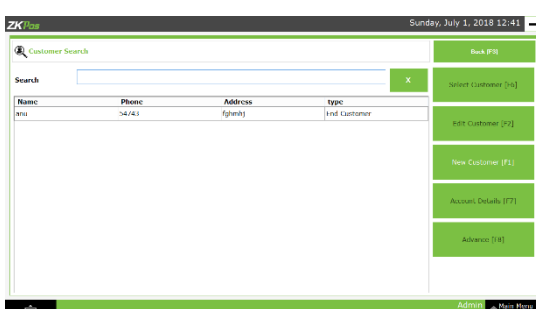 ZKPos Sunday, July 1, 2018 12:41
Customer Search
Back [F3]
Search X
Select Customer [F6]
Name Phone Address type
anu 54743 fghmhj End Customer
Edit Customer [F2]
New Customer [F1]
Account Details [F7]
Advance [F8]
Admin Main Menu